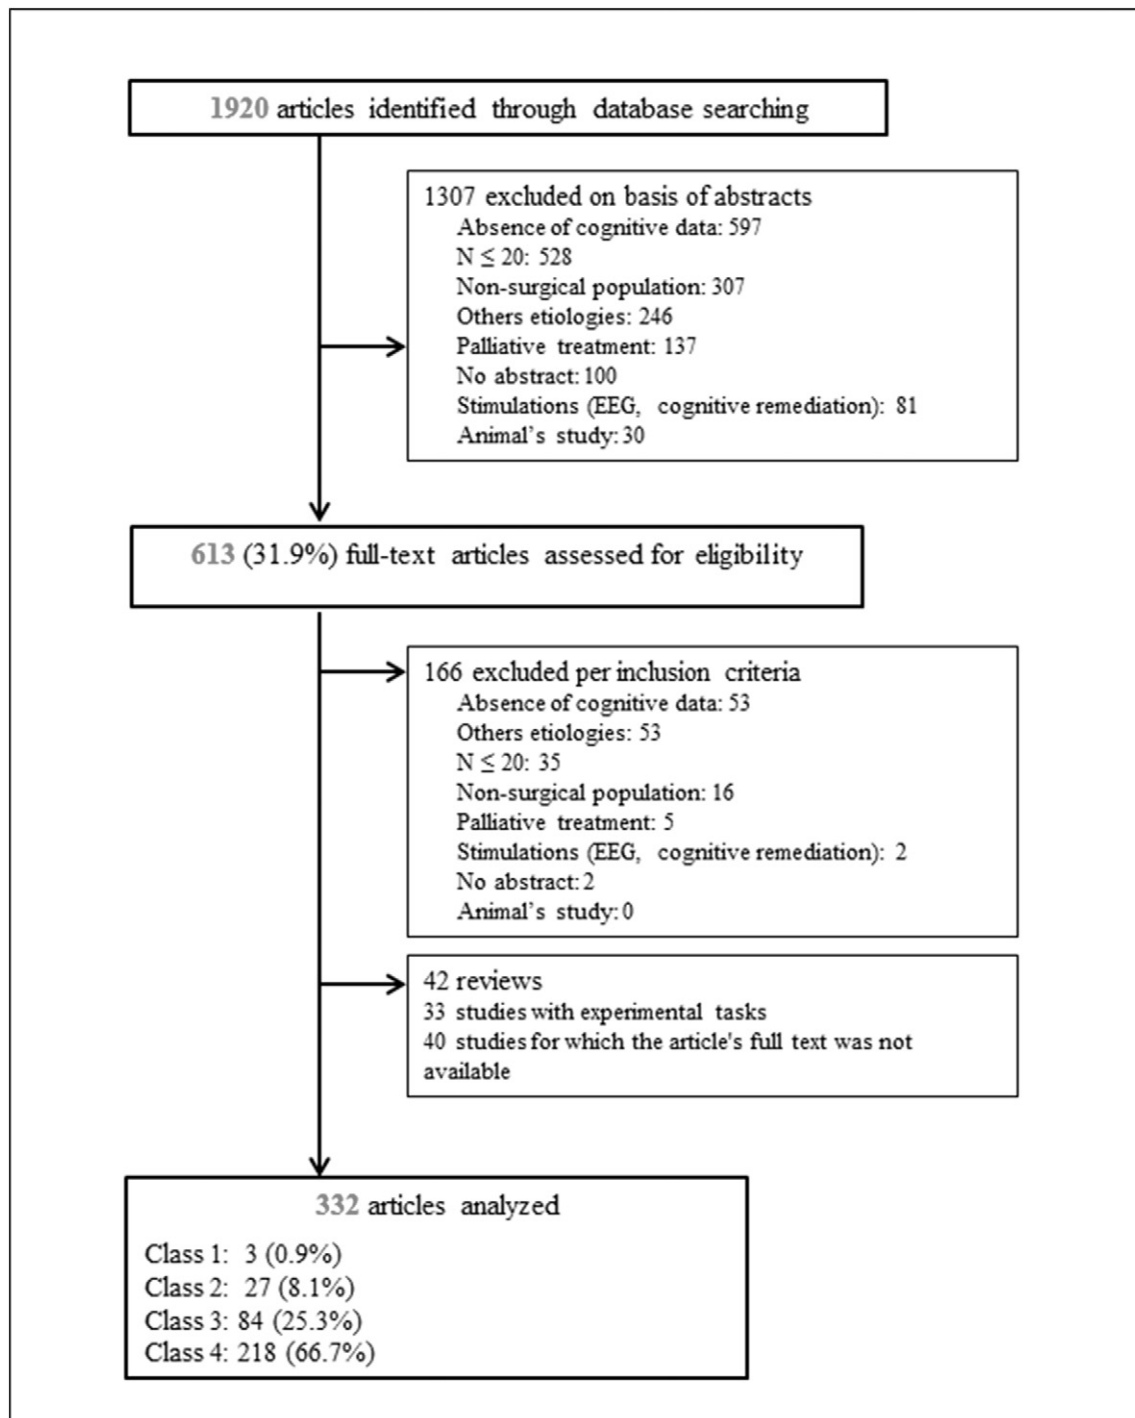 1920 articles identified through database searching
1307 excluded on basis of abstracts
Absence of cognitive data: 597
N ≤ 20: 528
Non-surgical population: 307
Others etiologies: 246
Palliative treatment: 137
No abstract: 100
Stimulations (EEG, cognitive remediation): 81
Animal's study: 30
613 (31.9%) full-text articles assessed for eligibility
166 excluded per inclusion criteria
Absence of cognitive data: 53
Others etiologies: 53
N ≤ 20: 35
Non-surgical population: 16
Palliative treatment: 5
Stimulations (EEG, cognitive remediation): 2
No abstract: 2
Animal's study: 0
42 reviews
33 studies with experimental tasks
40 studies for which the article's full text was not
available
332 articles analyzed
Class 1: 3 (0.9%)
Class 2: 27 (8.1%)
Class 3: 84 (25.3%)
Class 4: 218 (66.7%)